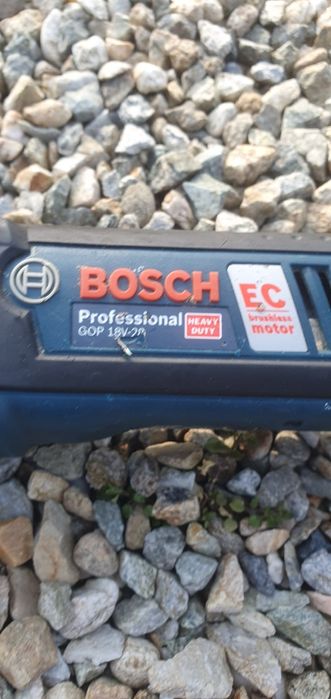 BOSCH
Professional
HEAVY
DUTY
GOP 18V-28
EC
brushless
motor